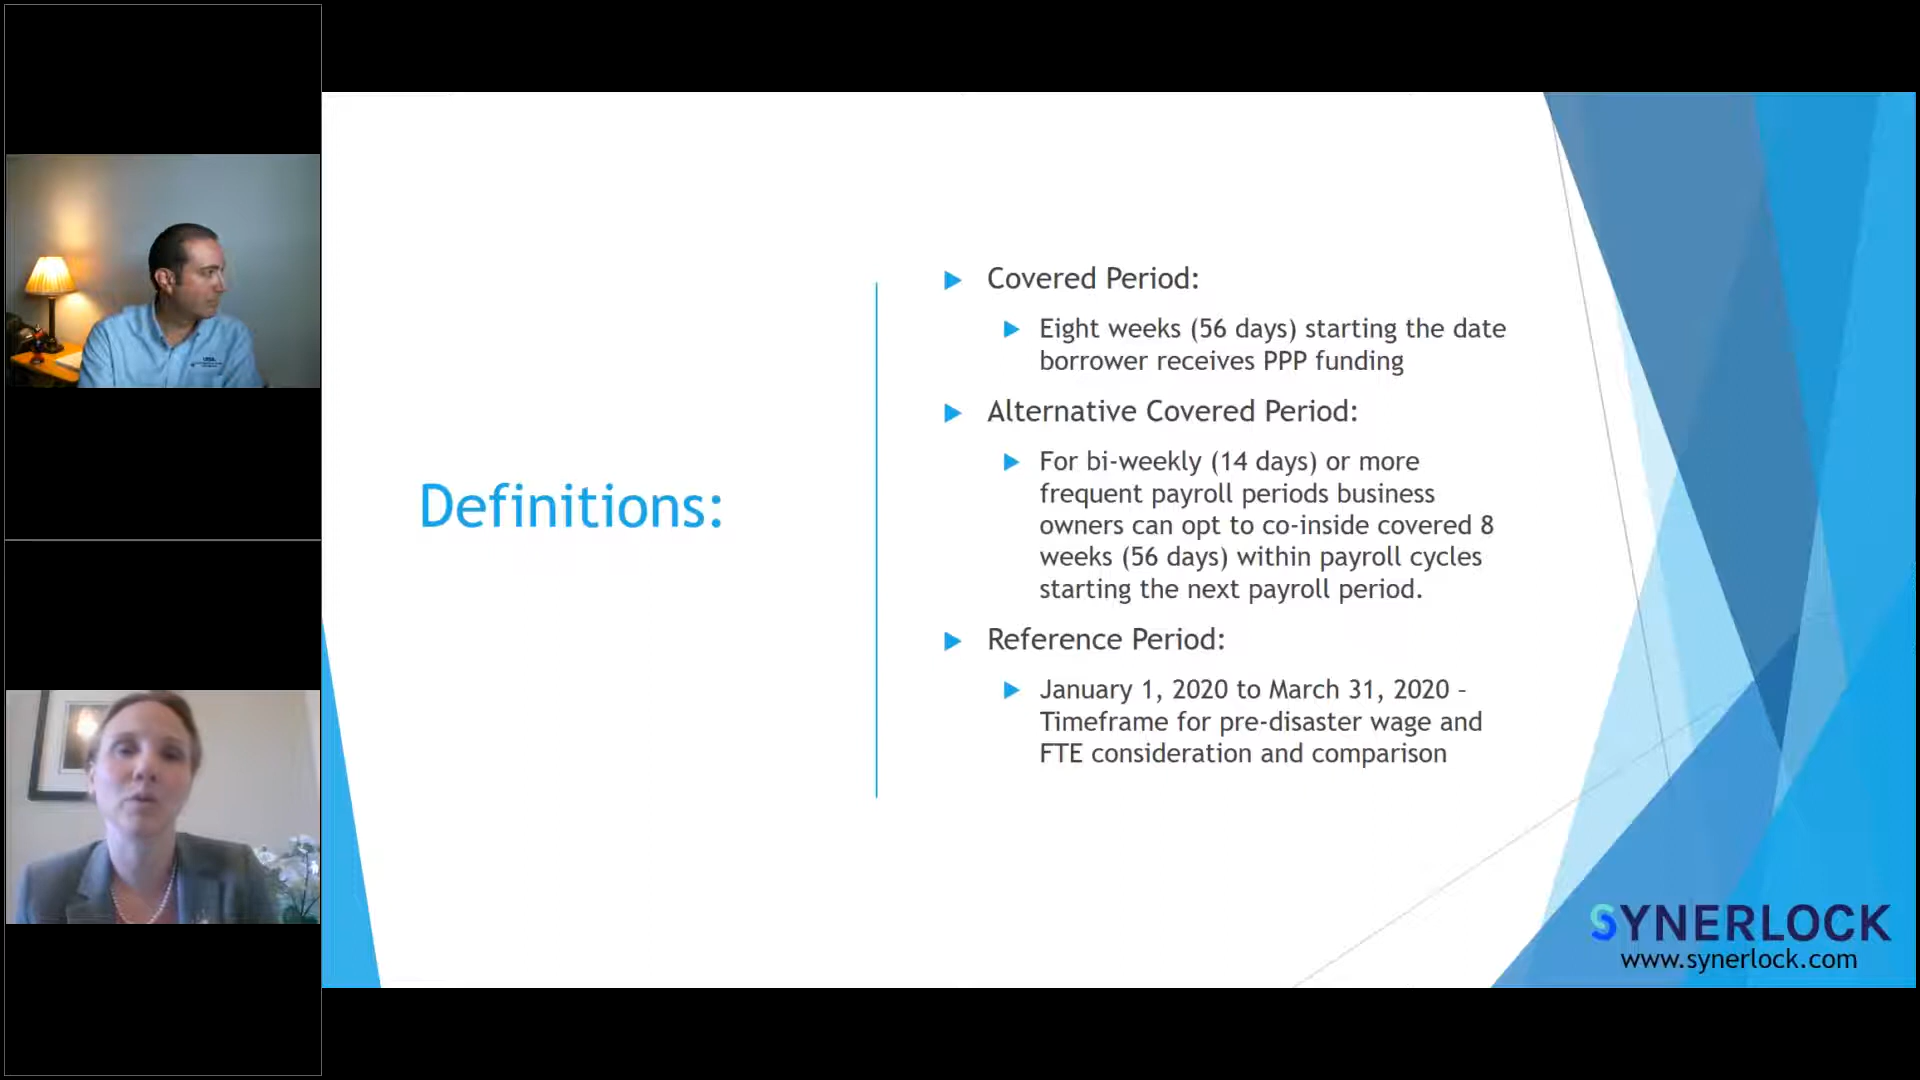 Definitions:
Covered Period:
Eight weeks (56 days) starting the date
borrower receives PPP funding
Alternative Covered Period:
For bi-weekly (14 days) or more
frequent payroll periods business
owners can opt to co-inside covered 8
weeks (56 days) within payroll cycles
starting the next payroll period.
Reference Period:
January 1, 2020 to March 31, 2020 –
Timeframe for pre-disaster wage and
FTE consideration and comparison
SYNERLOCK
www.synerlock.com